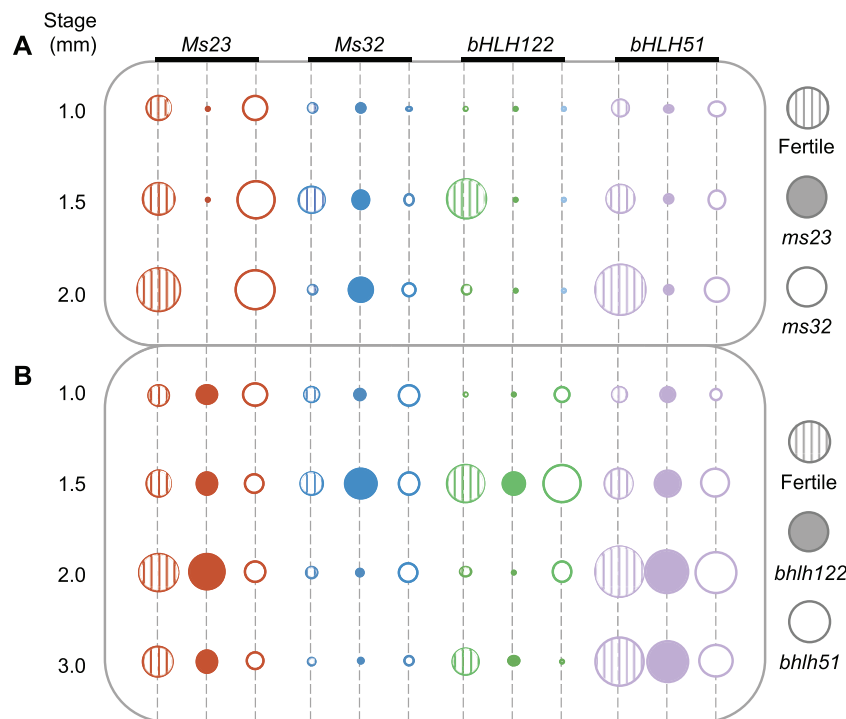 Stage
(mm)
A
Ms23
Ms32
bHLH122
bHLH51
1.0
1.5
2.0
Fertile
ms23
ms32
B
1.0
1.5
2.0
3.0
Fertile
bhlh122
bhlh51